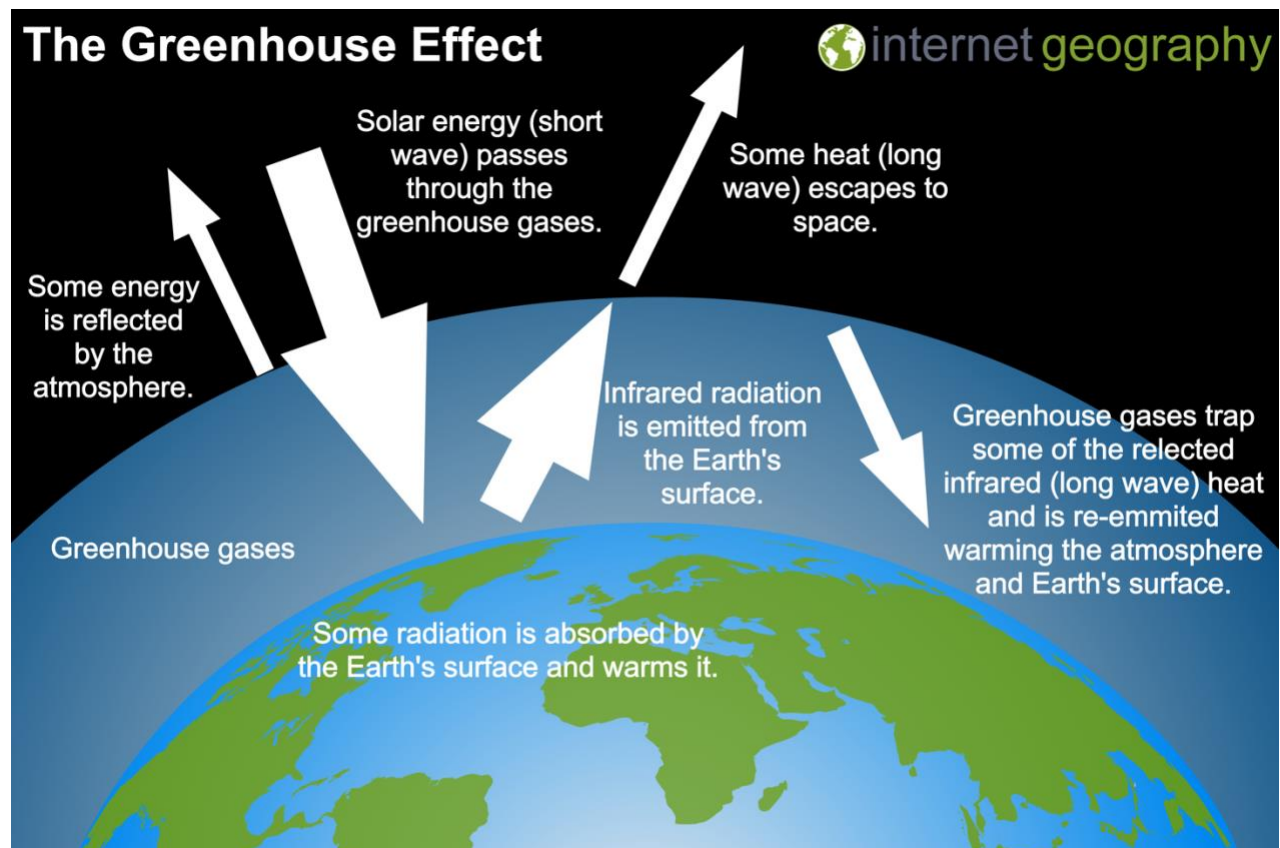 The Greenhouse Effect
internet geography
Solar energy (short
wave) passes
through the
greenhouse gases.
Some heat (long
wave) escapes to
space.
Some energy
is reflected
by the
atmosphere.
Infrared radiation
is emitted from
the Earth's
surface.
Greenhouse gases trap
some of the relected
infrared (long wave) heat
and is re-emmited
warming the atmosphere
and Earth's surface.
Greenhouse gases
Some radiation is absorbed by
the Earth's surface and warms it.